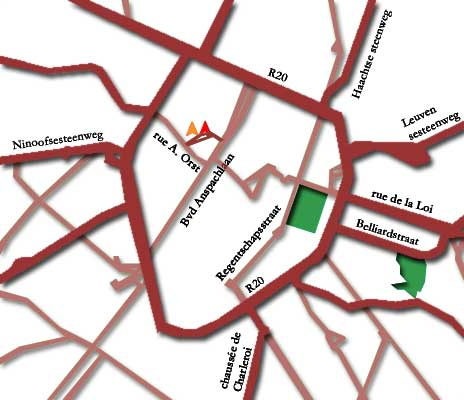 R20
Haachtse steenweg
Leuven
sesteenweg
Ninoofsesteenweg
rue A. Orst
Bvd Anspachlaan
rue de la Loi
Belliardstraat
Regentschapsstraat
R20
chaussée de
Charleroi